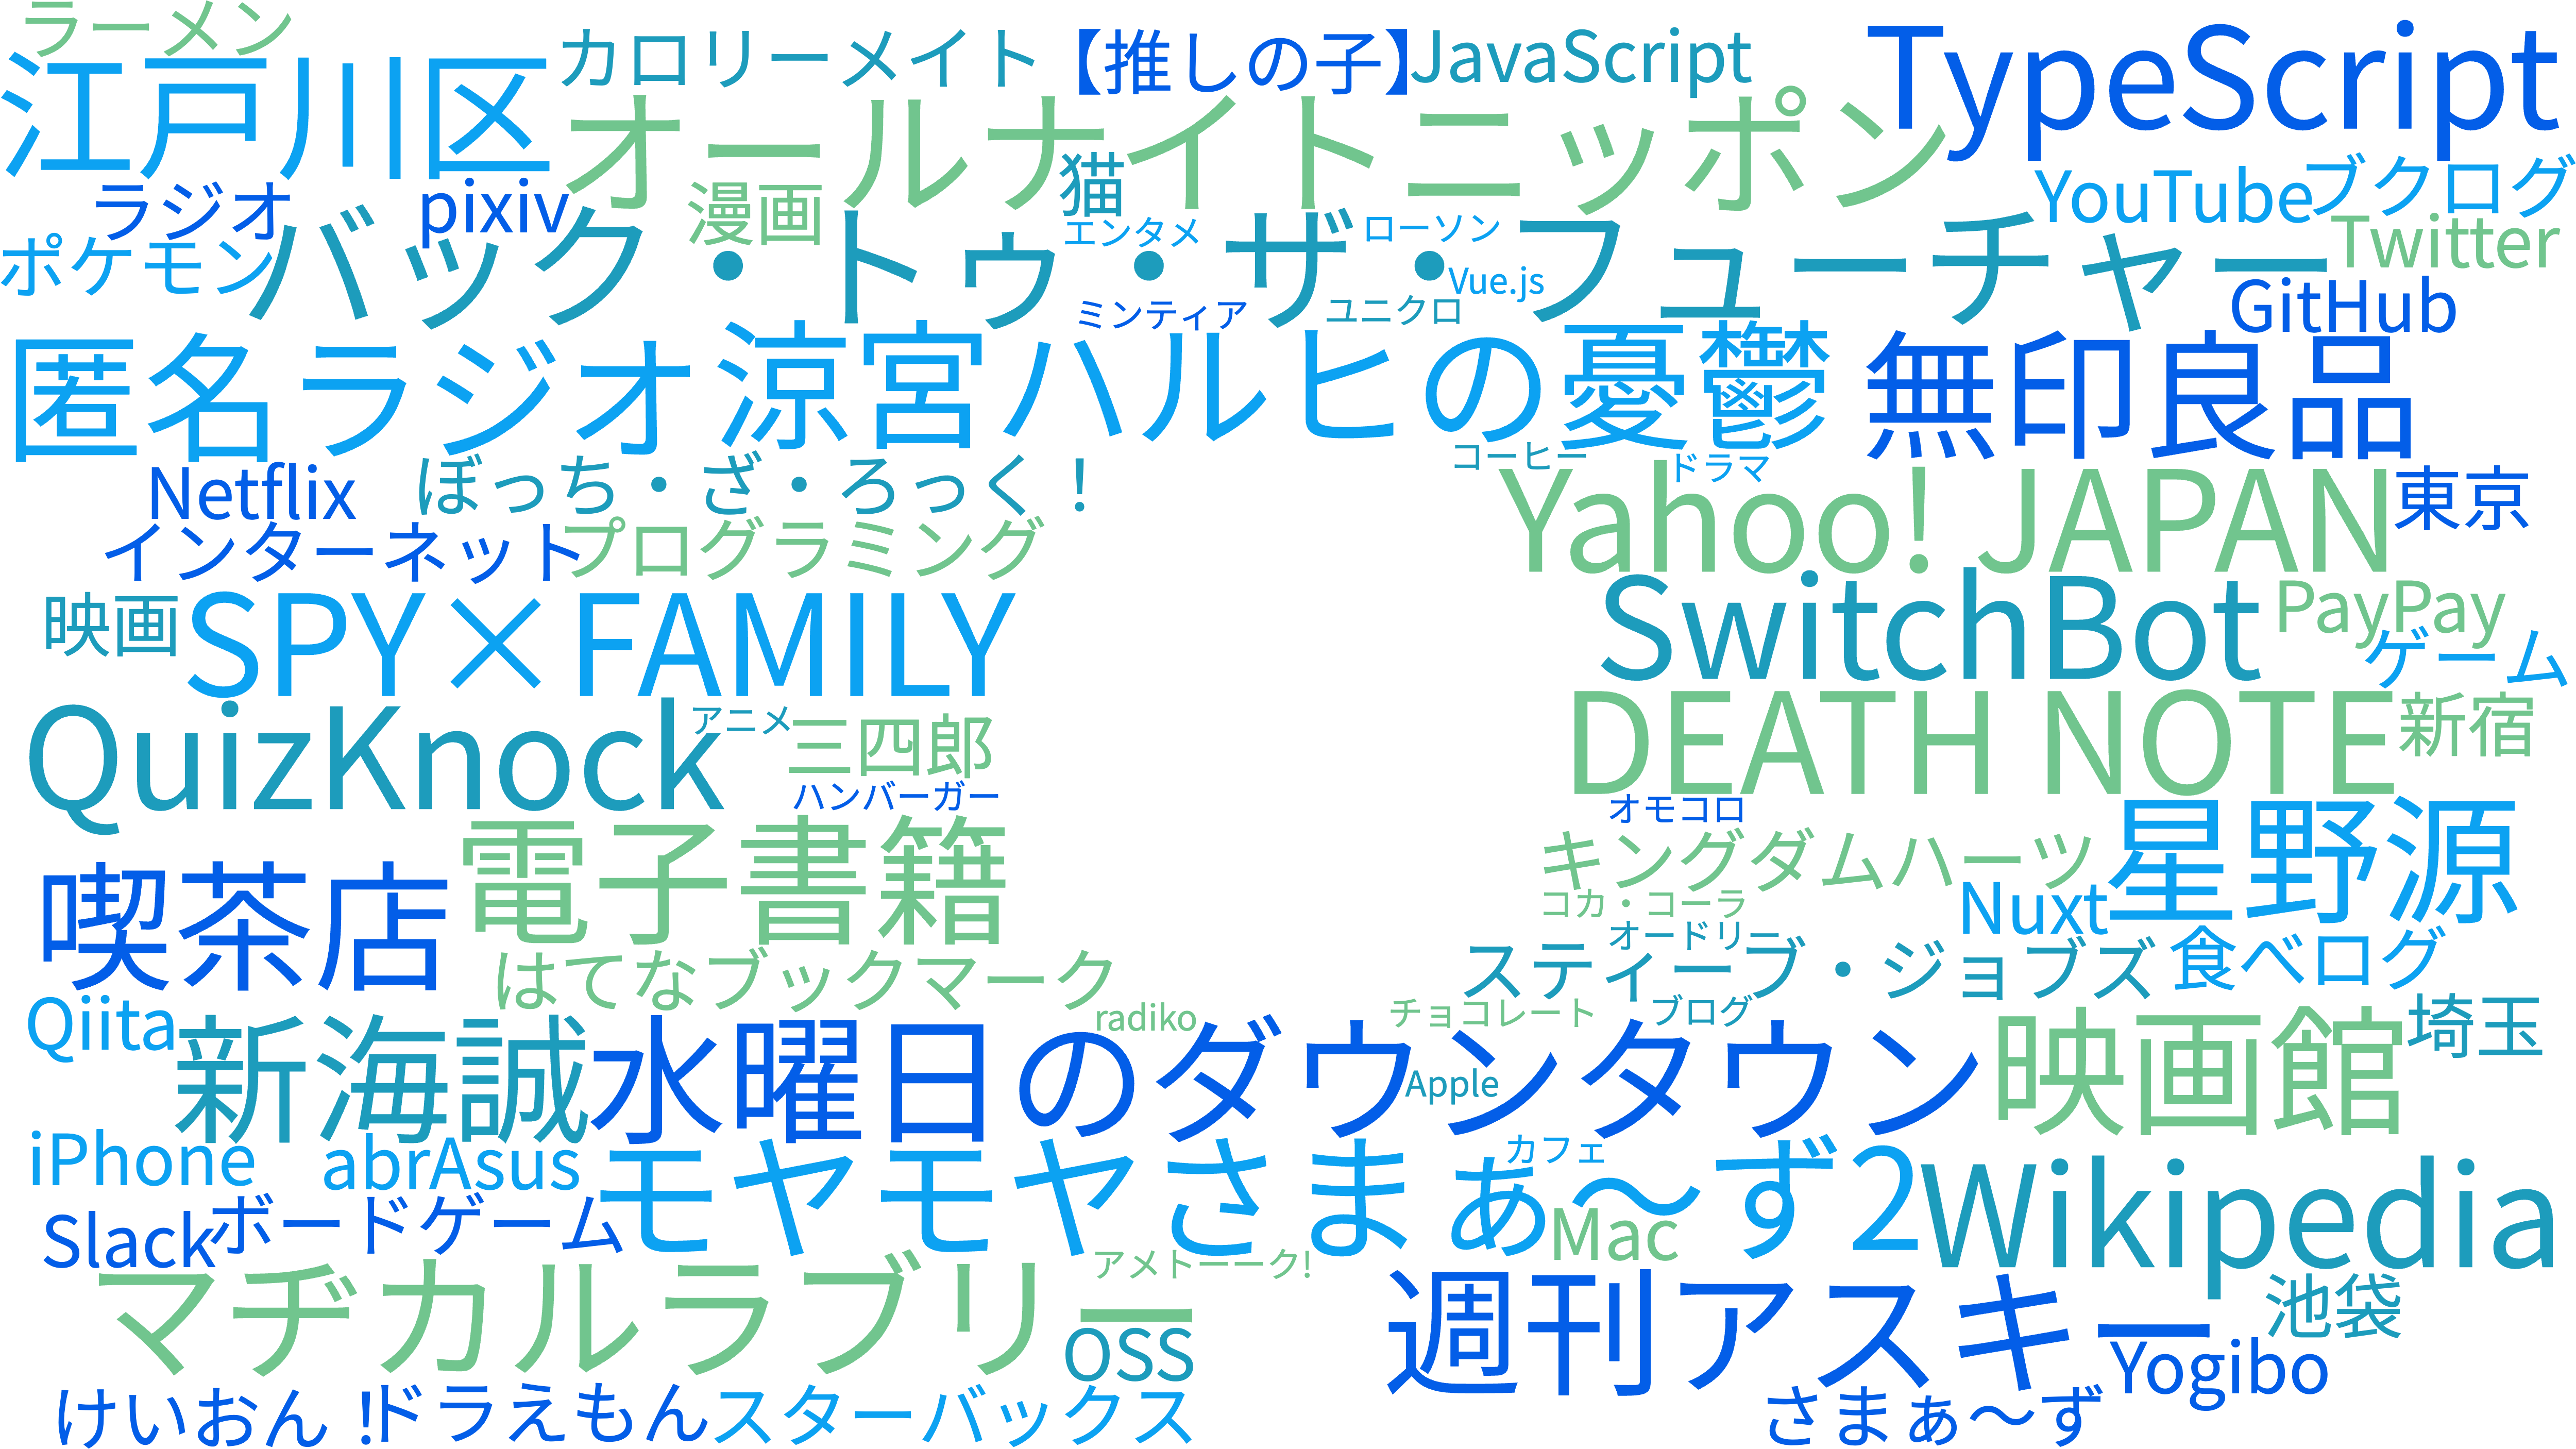 ラーメン
カロリーメイト
【推しの子】
JavaScript
TypeScript
江戸川区
オールナイトニッポン
猫
漫画
ラジオ
pixiv
YouTube
ブクログ
ポケモン
バック・トゥ・ザ・フューチャー
エンタメ
ローソン
Vue.js
Twitter
ミンティア
ユニクロ
GitHub
匿名ラジオ
涼宮ハルヒの憂鬱
無印良品
コーヒー
ドラマ
Netflix
ぼっち・ざ・ろっく！
Yahoo! JAPAN
東京
インターネット
プログラミング
映画
SPY×FAMILY
SwitchBot
PayPay
ゲーム
QuizKnock
アニメ
三四郎
DEATH NOTE
新宿
ハンバーガー
オモコロ
電子書籍
キングダムハーツ
星野源
コカ・コーラ
Nuxt
喫茶店
オードリー
はてなブックマーク
スティーブ・ジョブズ
食べログ
Qiita
radiko
チョコレート
ブログ
埼玉
新海誠
水曜日のダウンタウン
映画館
Apple
iPhone
abrAsus
モヤモヤさまぁ〜ず2
カフェ
Wikipedia
Slack
ボードゲーム
Mac
マヂカルラブリー
アメトーーク!
週刊アスキー
池袋
OSS
Yogibo
けいおん！
ドラえもん
スターバックス
さまぁ〜ず